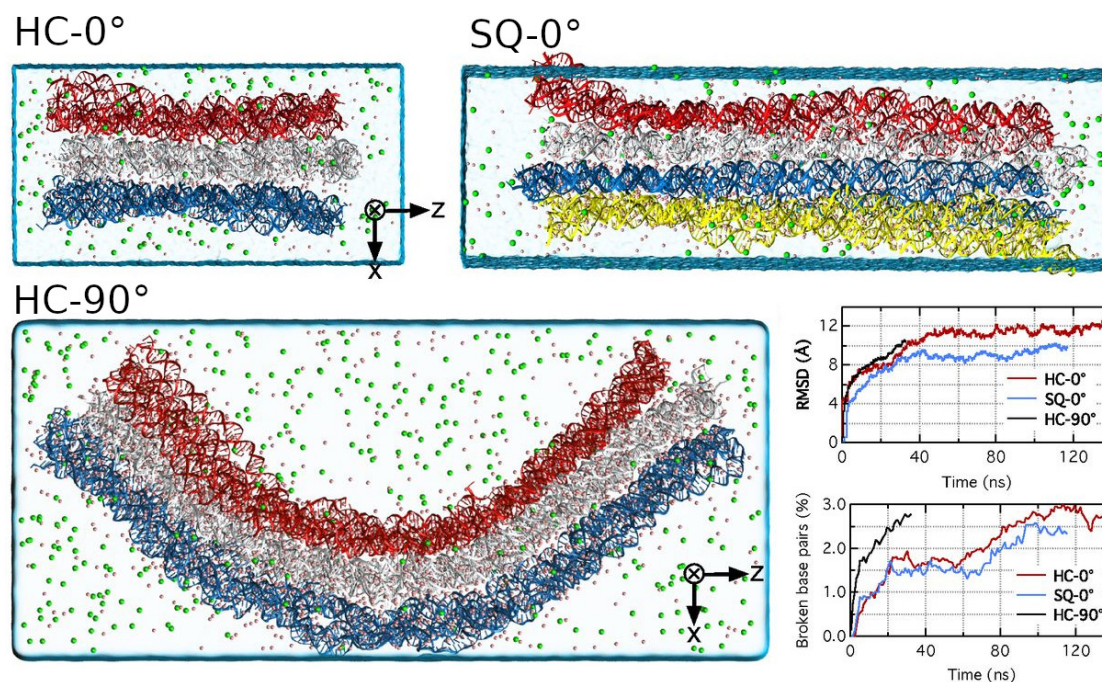 HC-0°
SQ-0°
z
x
HC-90°
z
x
RMSD (Å)
12
8
4
0
HC-0°
SQ-0°
HC-90°
0
40
80
120
Time (ns)
Broken base pairs (%)
3.0
2.0
1.0
0.0
HC-0°
SQ-0°
HC-90°
0
40
80
120
Time (ns)